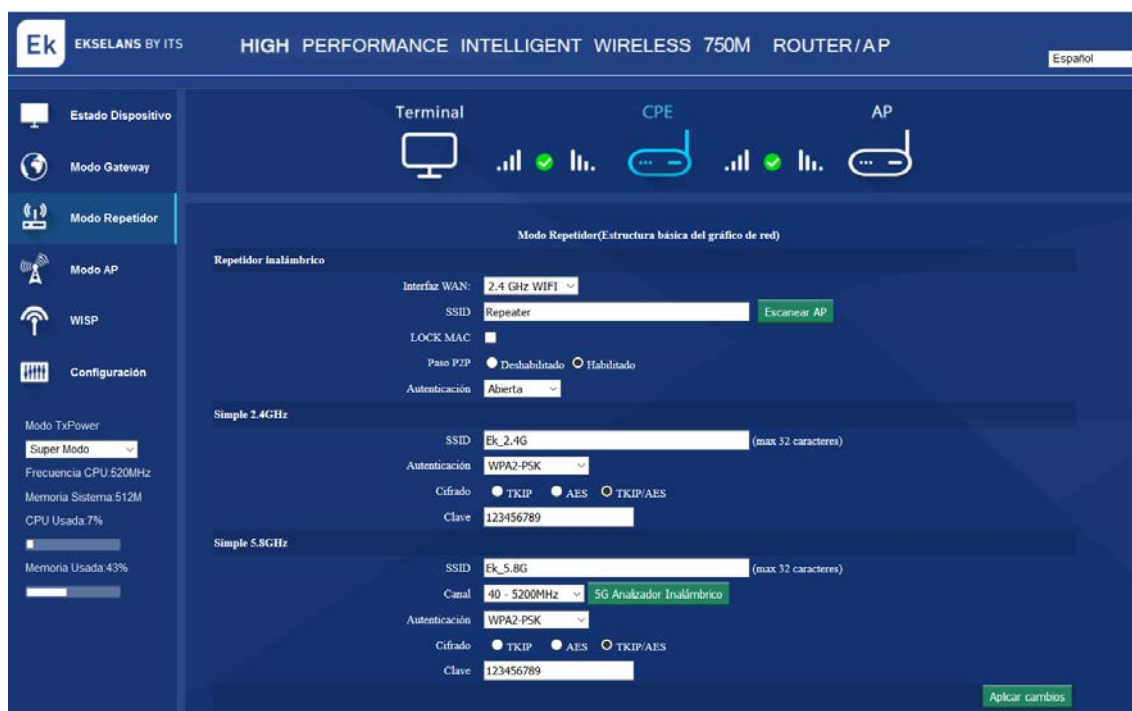 Ek EKSELANS BY ITS
HIGH PERFORMANCE INTELLIGENT WIRELESS 750M ROUTER/AP
Español
Estado Dispositivo
Modo Gateway
Modo Repetidor
Modo AP
WISP
Configuración
Modo TxPower
Super Modo
Frecuencia CPU:520MHz
Memoria Sistema:512M
CPU Usada:7%
Memoria Usada:43%
Terminal CPE AP
Modo Repetidor(Estructura básica del gráfico de red)
Repetidor inalámbrico
Interfaz WAN: 2.4 GHz WIFI
SSID Repeater Escanear AP
LOCK MAC
Paso P2P Deshabilitado Habilitado
Autenticación Abierta
Simple 2.4GHz
SSID Ek_2.4G (max 32 caracteres)
Autenticación WPA2-PSK
Cifrado TKIP AES TKIP/AES
Clave 123456789
Simple 5.8GHz
SSID Ek_5.8G (max 32 caracteres)
Canal 40 - 5200MHz 5G Analizador Inalámbrico
Autenticación WPA2-PSK
Cifrado TKIP AES TKIP/AES
Clave 123456789
Aplicar cambios